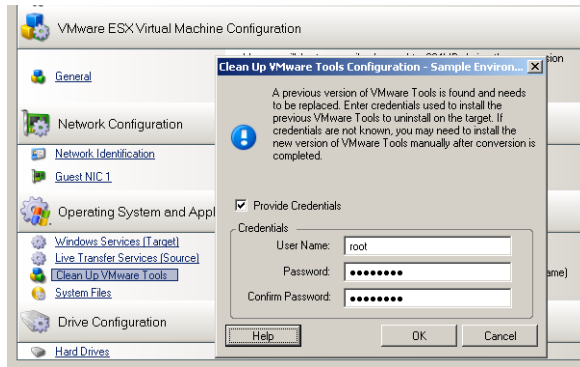 VMware ESX Virtual Machine Configuration
General
Clean Up VMware Tools Configuration - Sample Environ...
A previous version of VMware Tools is found and needs
to be replaced. Enter credentials used to install the
previous VMware Tools to uninstall on the target. If
credentials are not known, you may need to install the
new version of VMware Tools manually after conversion is
completed.
Network Configuration
Network Identification
Guest NIC 1
Provide Credentials
Operating System and Appl
Credentials
User Name: root
Windows Services (Target)
Live Transfer Services (Source)
Password:
Clean Up VMware Tools
ame)
System Files
Confirm Password:
Drive Configuration
Help OK Cancel
Hard Drives